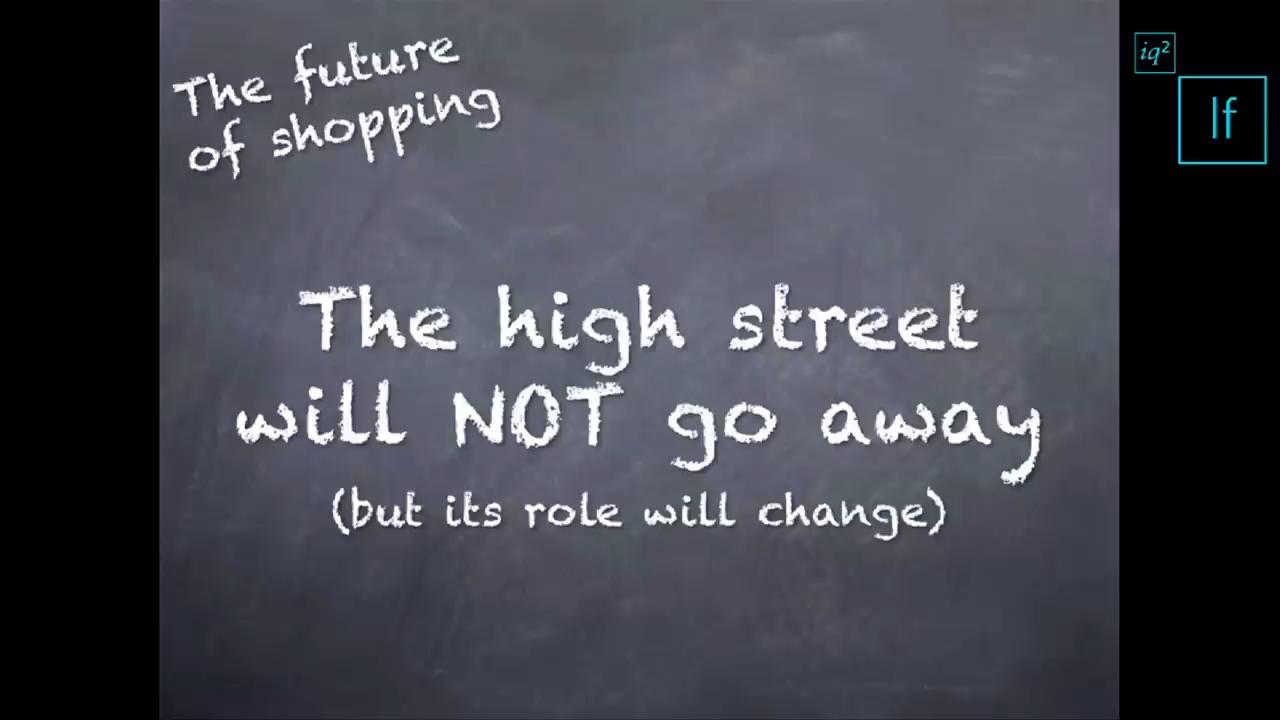 The future
of shopping
iq²
If
The high street
will NOT go away
(but its role will change)